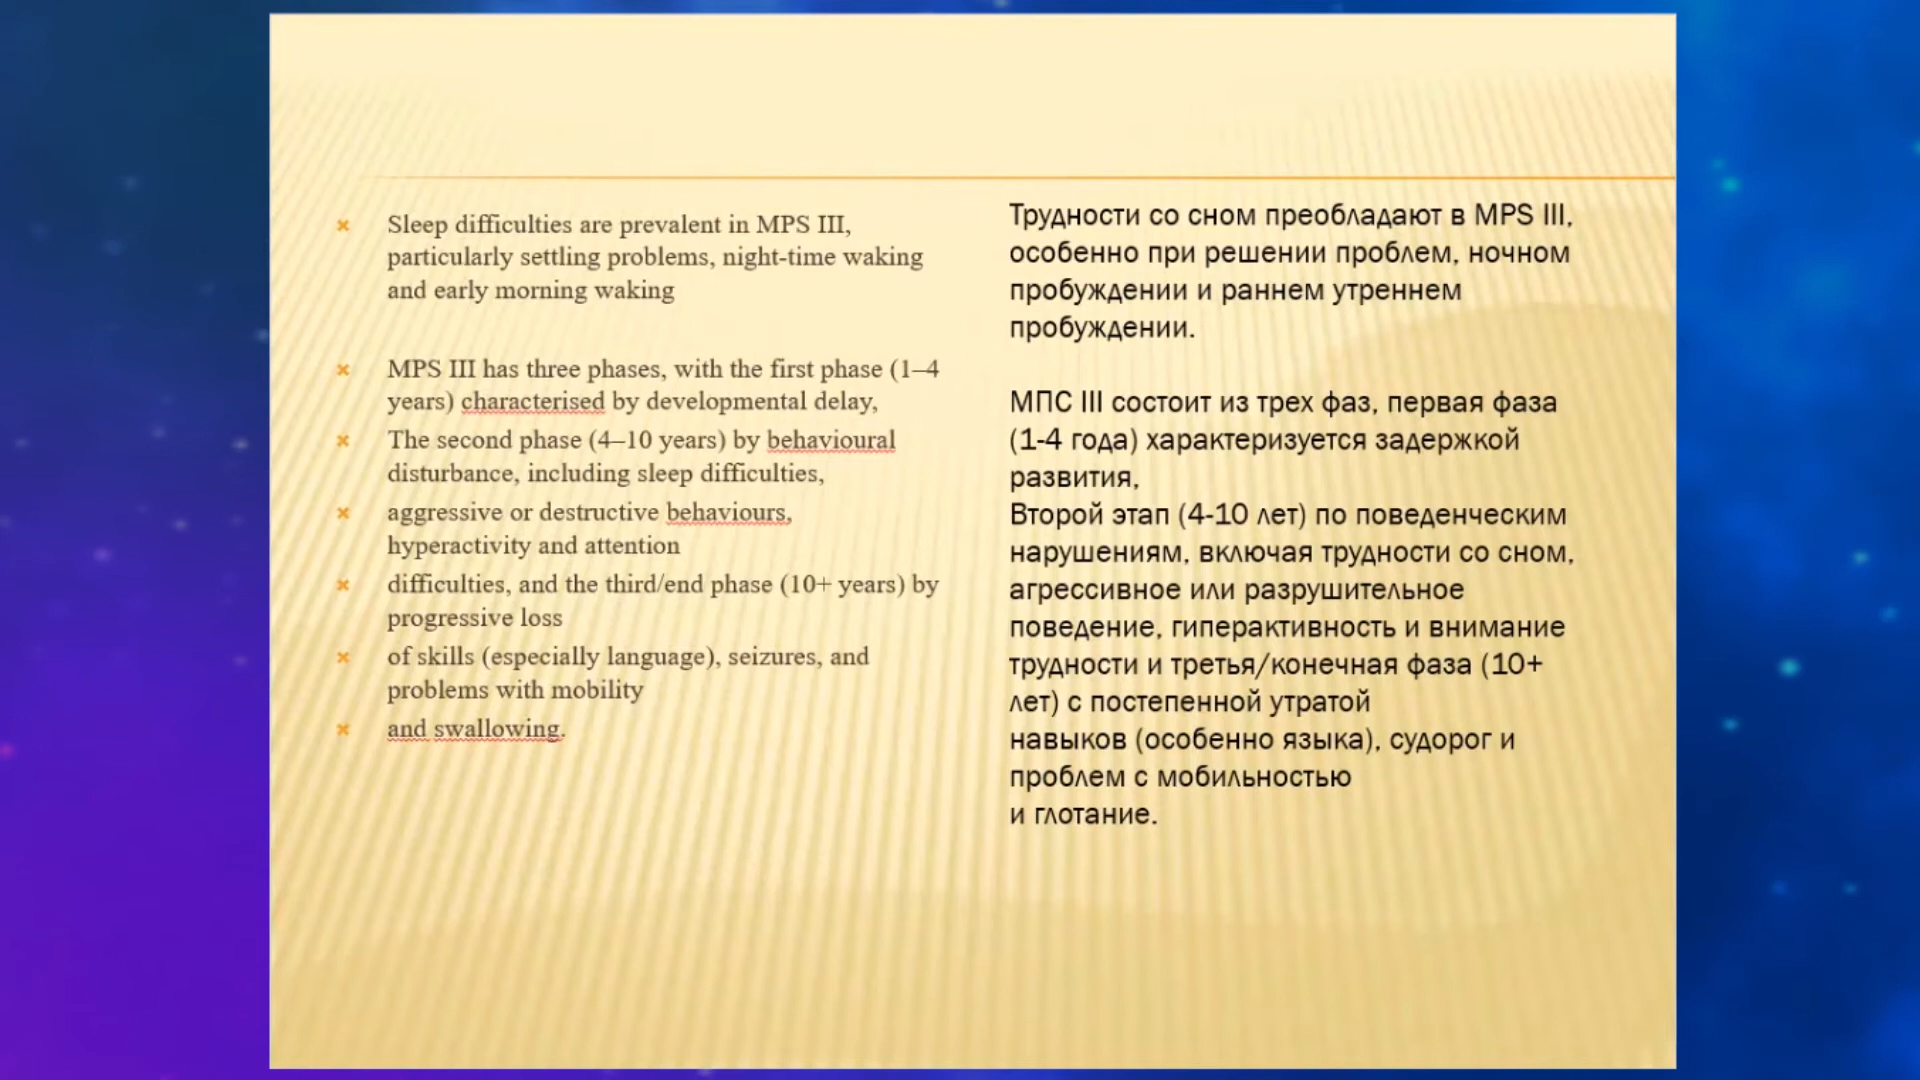 Sleep difficulties are prevalent in MPS III,
particularly settling problems, night-time waking
and early morning waking
MPS III has three phases, with the first phase (1–4
years) characterised by developmental delay,
The second phase (4–10 years) by behavioural
disturbance, including sleep difficulties,
aggressive or destructive behaviours,
hyperactivity and attention
difficulties, and the third/end phase (10+ years) by
progressive loss
of skills (especially language), seizures, and
problems with mobility
and swallowing.
Трудности со сном преобладают в MPS III,
особенно при решении проблем, ночном
пробуждении и раннем утреннем
пробуждении.
МПС III состоит из трех фаз, первая фаза
(1-4 года) характеризуется задержкой
развития,
Второй этап (4-10 лет) по поведенческим
нарушениям, включая трудности со сном,
агрессивное или разрушительное
поведение, гиперактивность и внимание
трудности и третья/конечная фаза (10+
лет) с постепенной утратой
навыков (особенно языка), судорог и
проблем с мобильностью
и глотание.